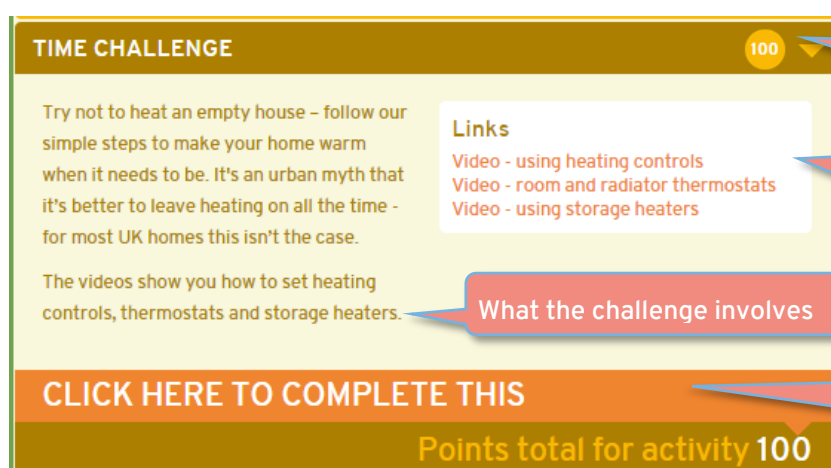 TIME CHALLENGE
100
Try not to heat an empty house – follow our
simple steps to make your home warm
when it needs to be. It's an urban myth that
it's better to leave heating on all the time -
for most UK homes this isn't the case.
The videos show you how to set heating
controls, thermostats and storage heaters.
Links
Video - using heating controls
Video - room and radiator thermostats
Video - using storage heaters
What the challenge involves
CLICK HERE TO COMPLETE THIS
Points total for activity 100